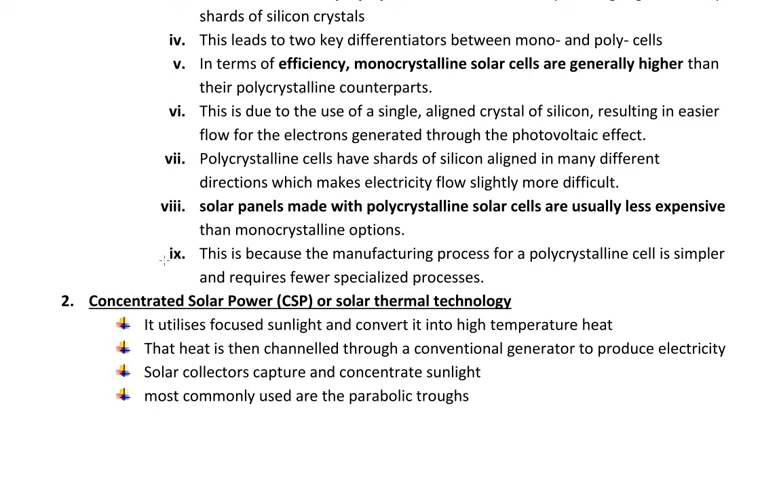 shards of silicon crystals
iv. This leads to two key differentiators between mono- and poly- cells
v. In terms of efficiency, monocrystalline solar cells are generally higher than
their polycrystalline counterparts.
vi. This is due to the use of a single, aligned crystal of silicon, resulting in easier
flow for the electrons generated through the photovoltaic effect.
vii. Polycrystalline cells have shards of silicon aligned in many different
directions which makes electricity flow slightly more difficult.
viii. solar panels made with polycrystalline solar cells are usually less expensive
than monocrystalline options.
ix. This is because the manufacturing process for a polycrystalline cell is simpler
and requires fewer specialized processes.
2. Concentrated Solar Power (CSP) or solar thermal technology
It utilises focused sunlight and convert it into high temperature heat
That heat is then channelled through a conventional generator to produce electricity
Solar collectors capture and concentrate sunlight
most commonly used are the parabolic troughs